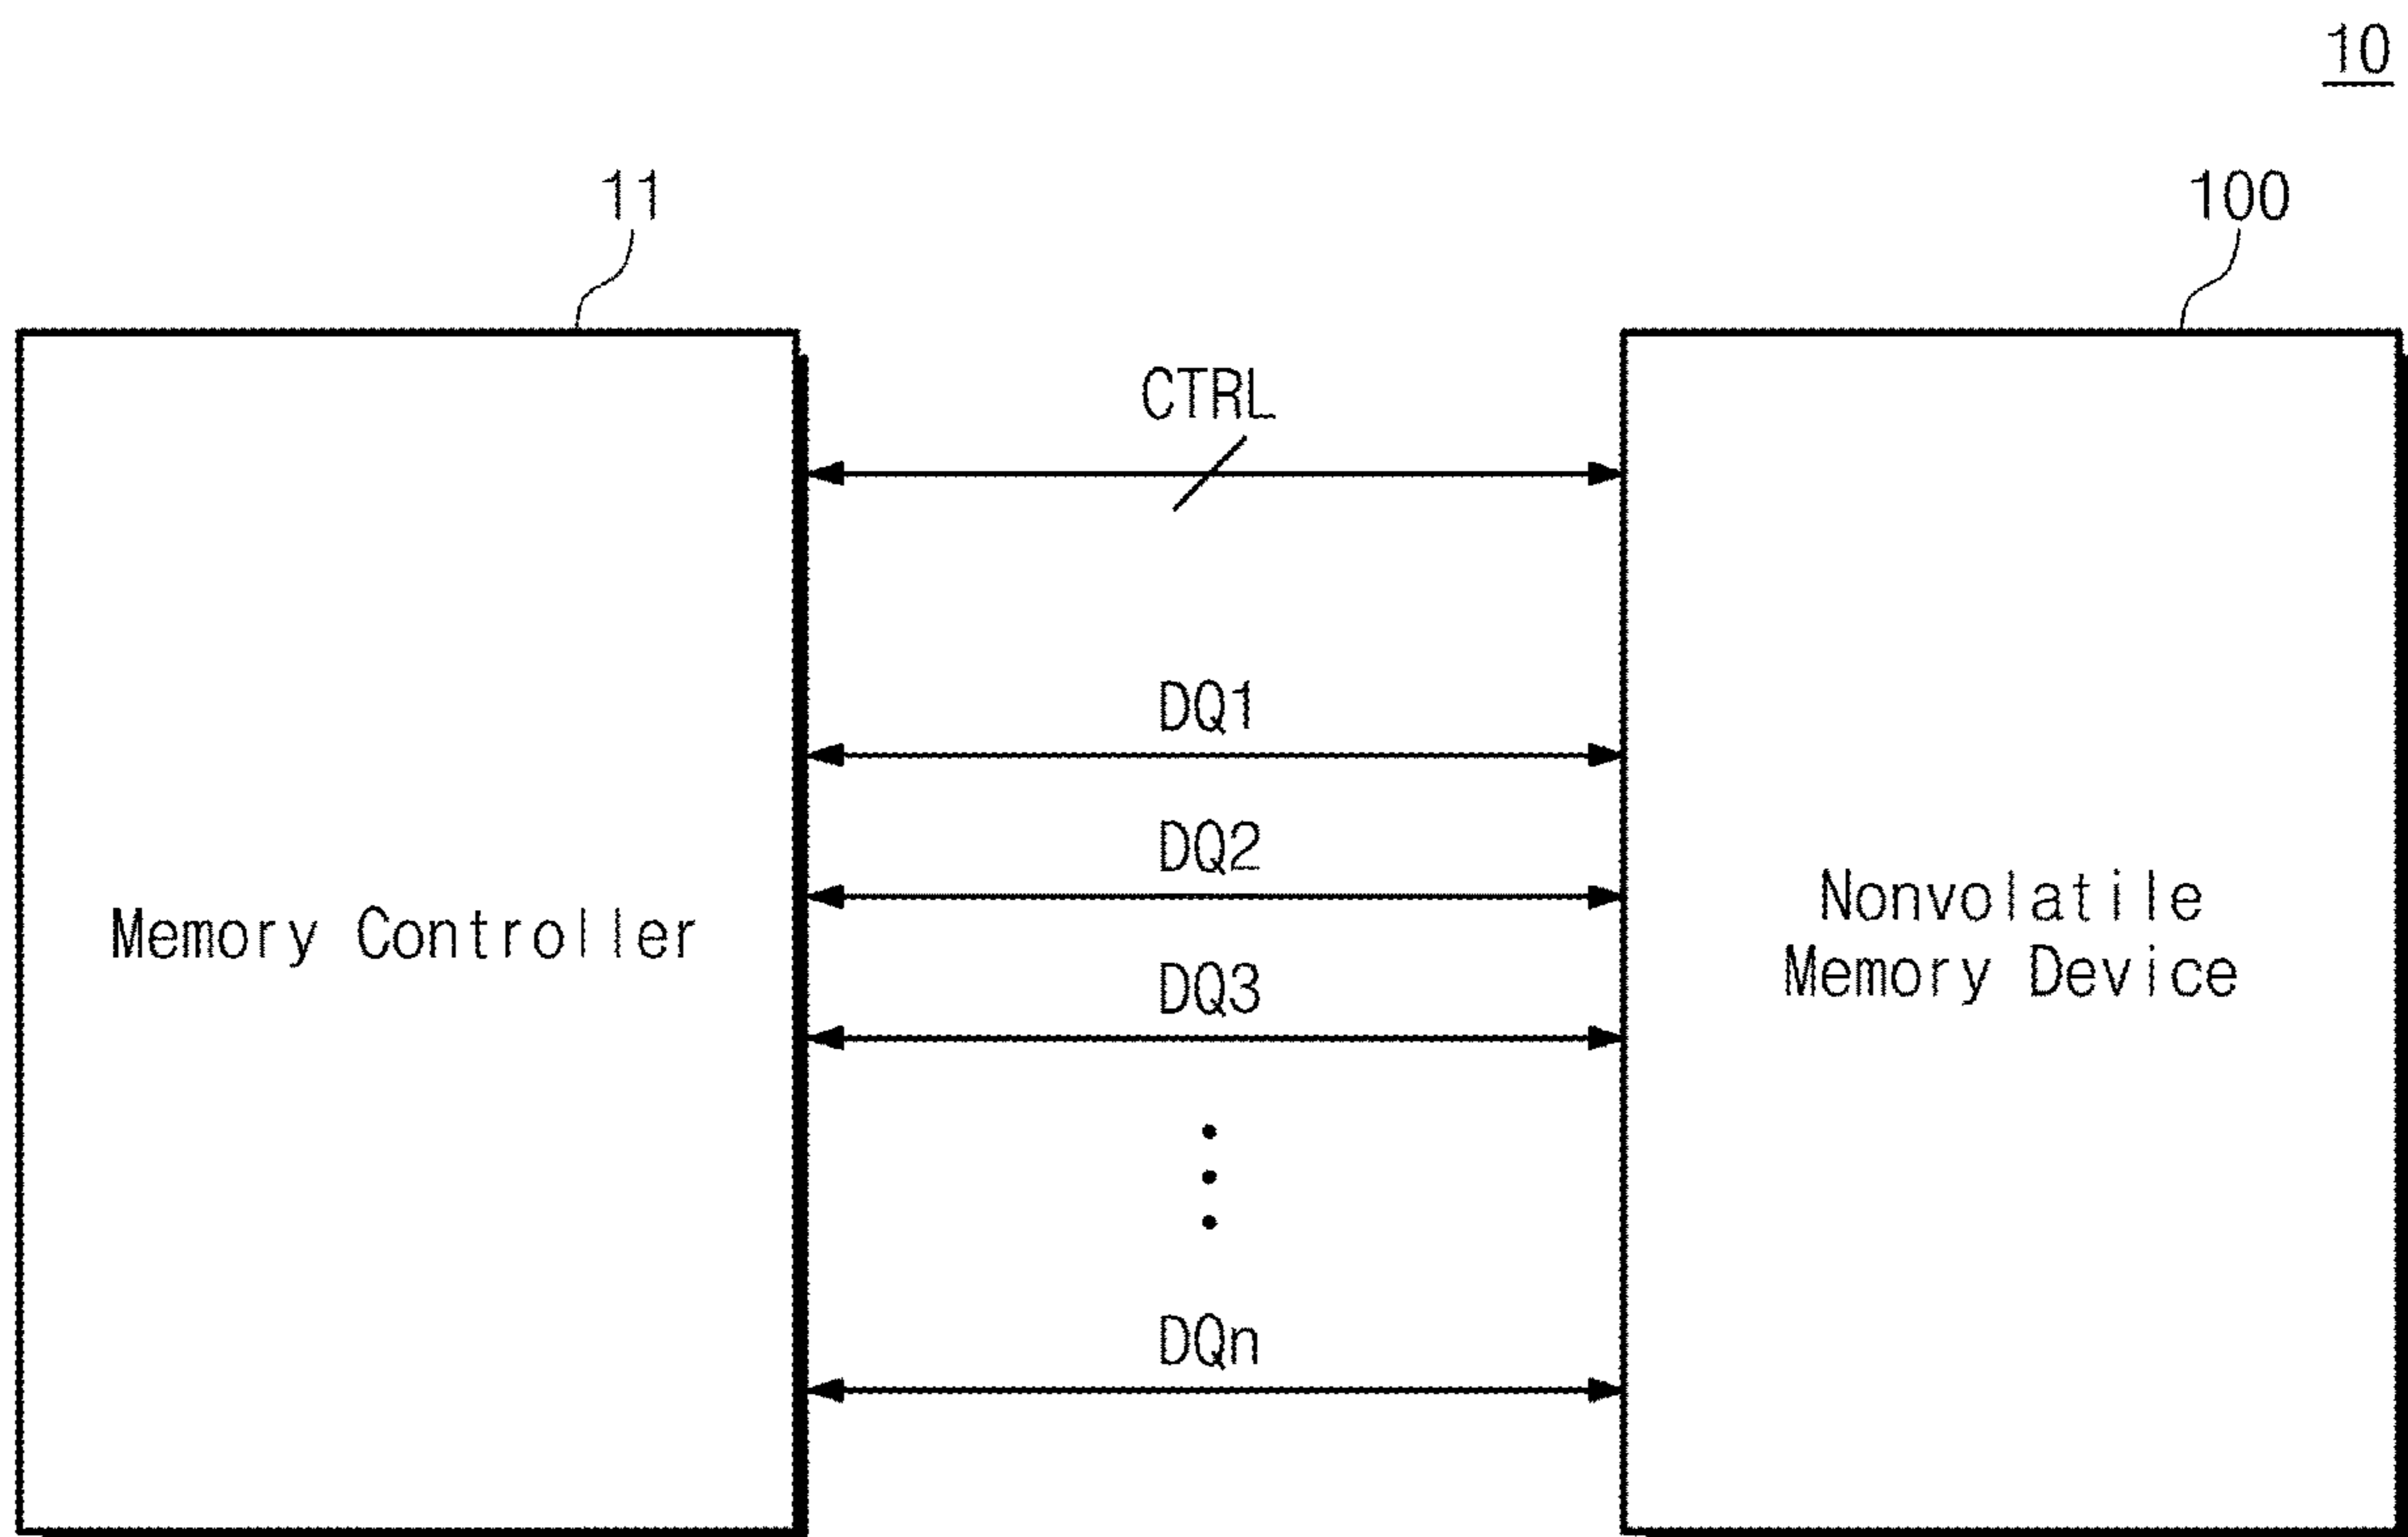 10
11
100
CTRL
DQ1
DQ2
DQ3
DQn
Memory Controller
Nonvolatile
Memory Device